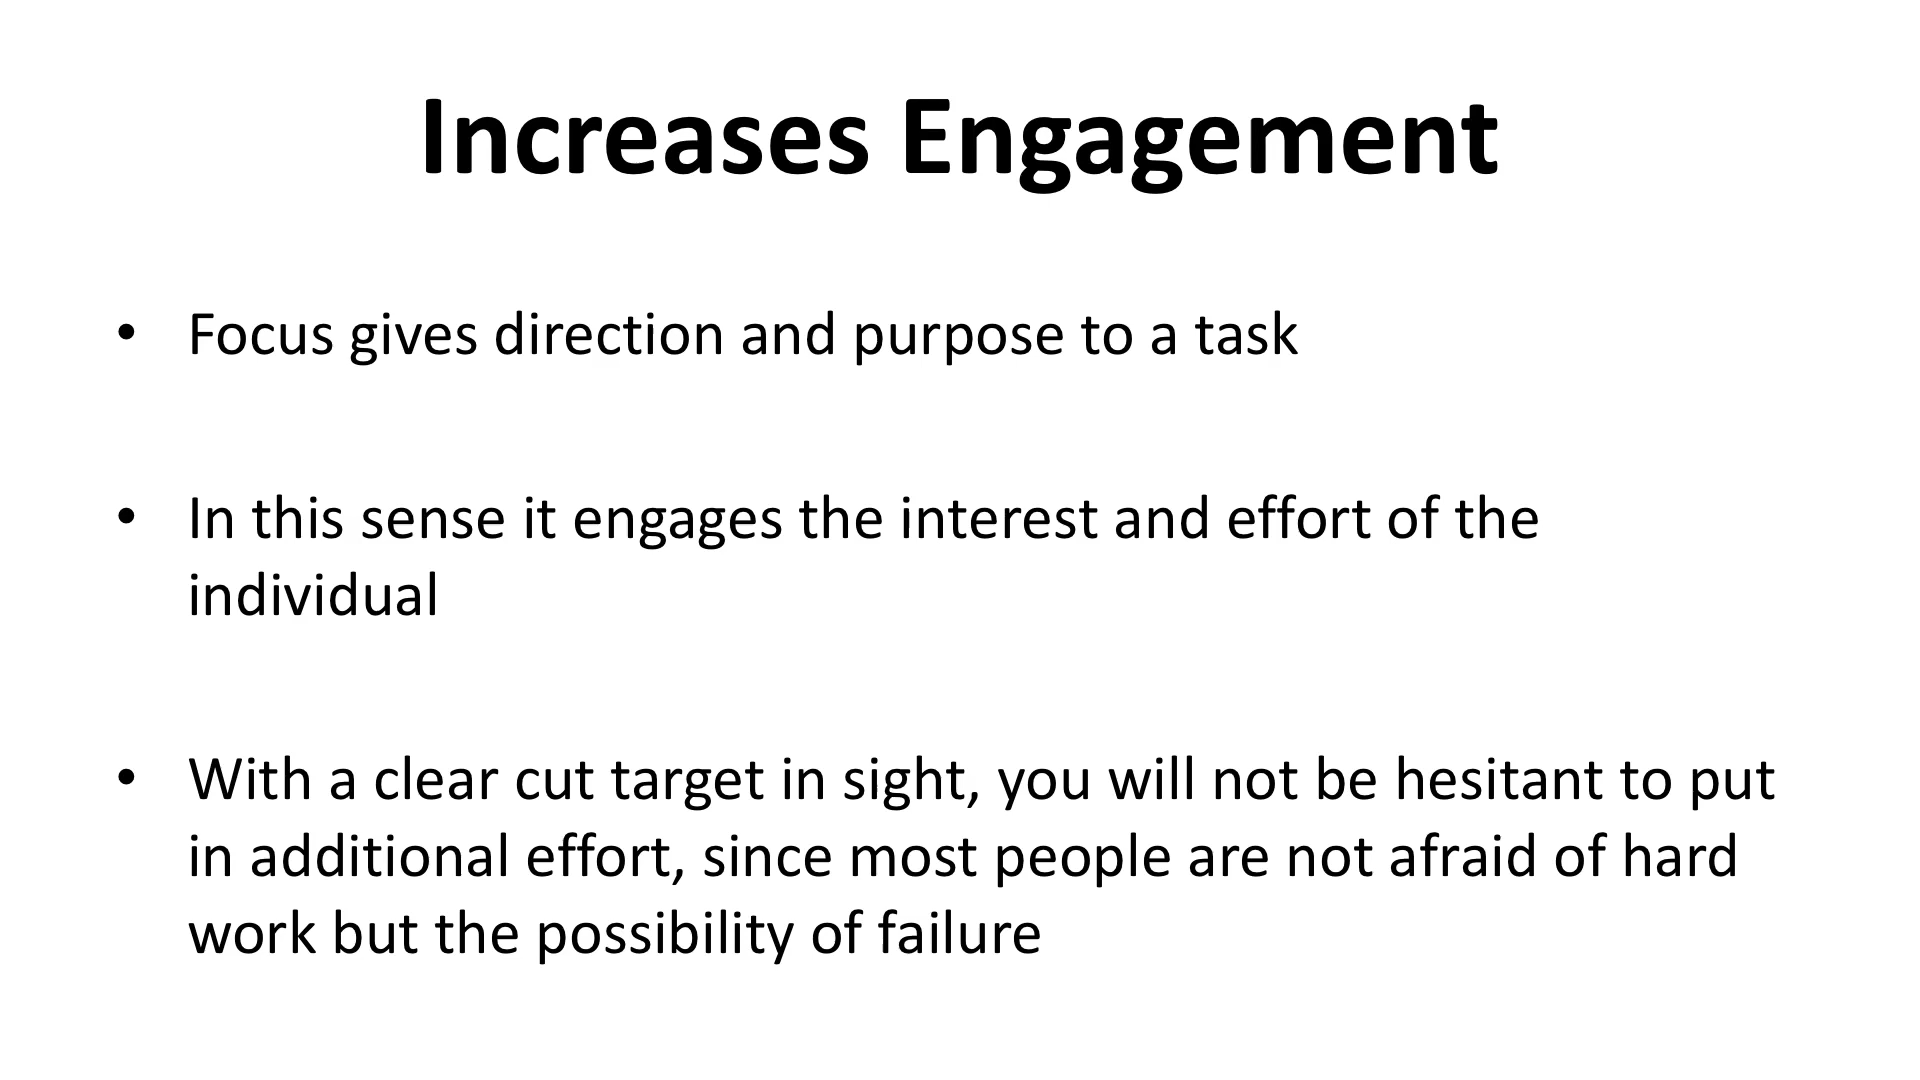 Increases Engagement
• Focus gives direction and purpose to a task
• In this sense it engages the interest and effort of the
individual
• With a clear cut target in sight, you will not be hesitant to put
in additional effort, since most people are not afraid of hard
work but the possibility of failure